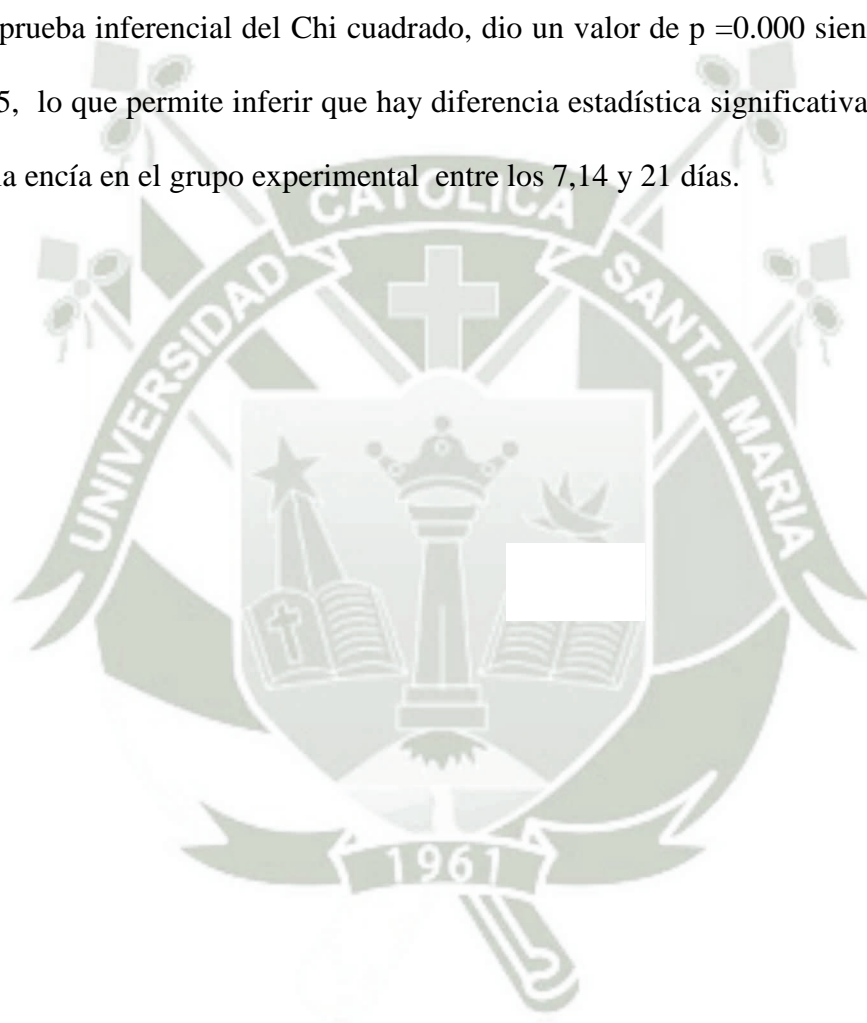 prueba inferencial del Chi cuadrado, dio un valor de p =0.000 sien
5, lo que permite inferir que hay diferencia estadística significativa
a encía en el grupo experimental entre los 7,14 y 21 días.
CATOLICA
UNIVERSIDAD
SANTA MARIA
1961